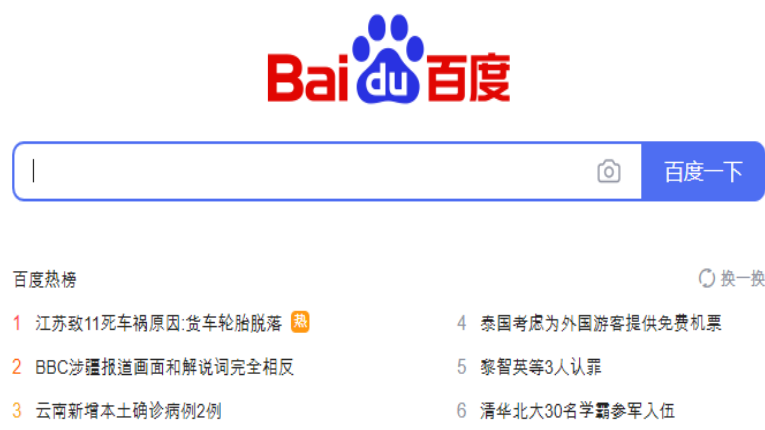 Bai du 百度
百度一下
百度热榜
换一换
1 江苏致11死车祸原因:货车轮胎脱落 热
2 BBC涉疆报道画面和解说词完全相反
3 云南新增本土确诊病例2例
4 泰国考虑为外国游客提供免费机票
5 黎智英等3人认罪
6 清华北大30名学霸参军入伍